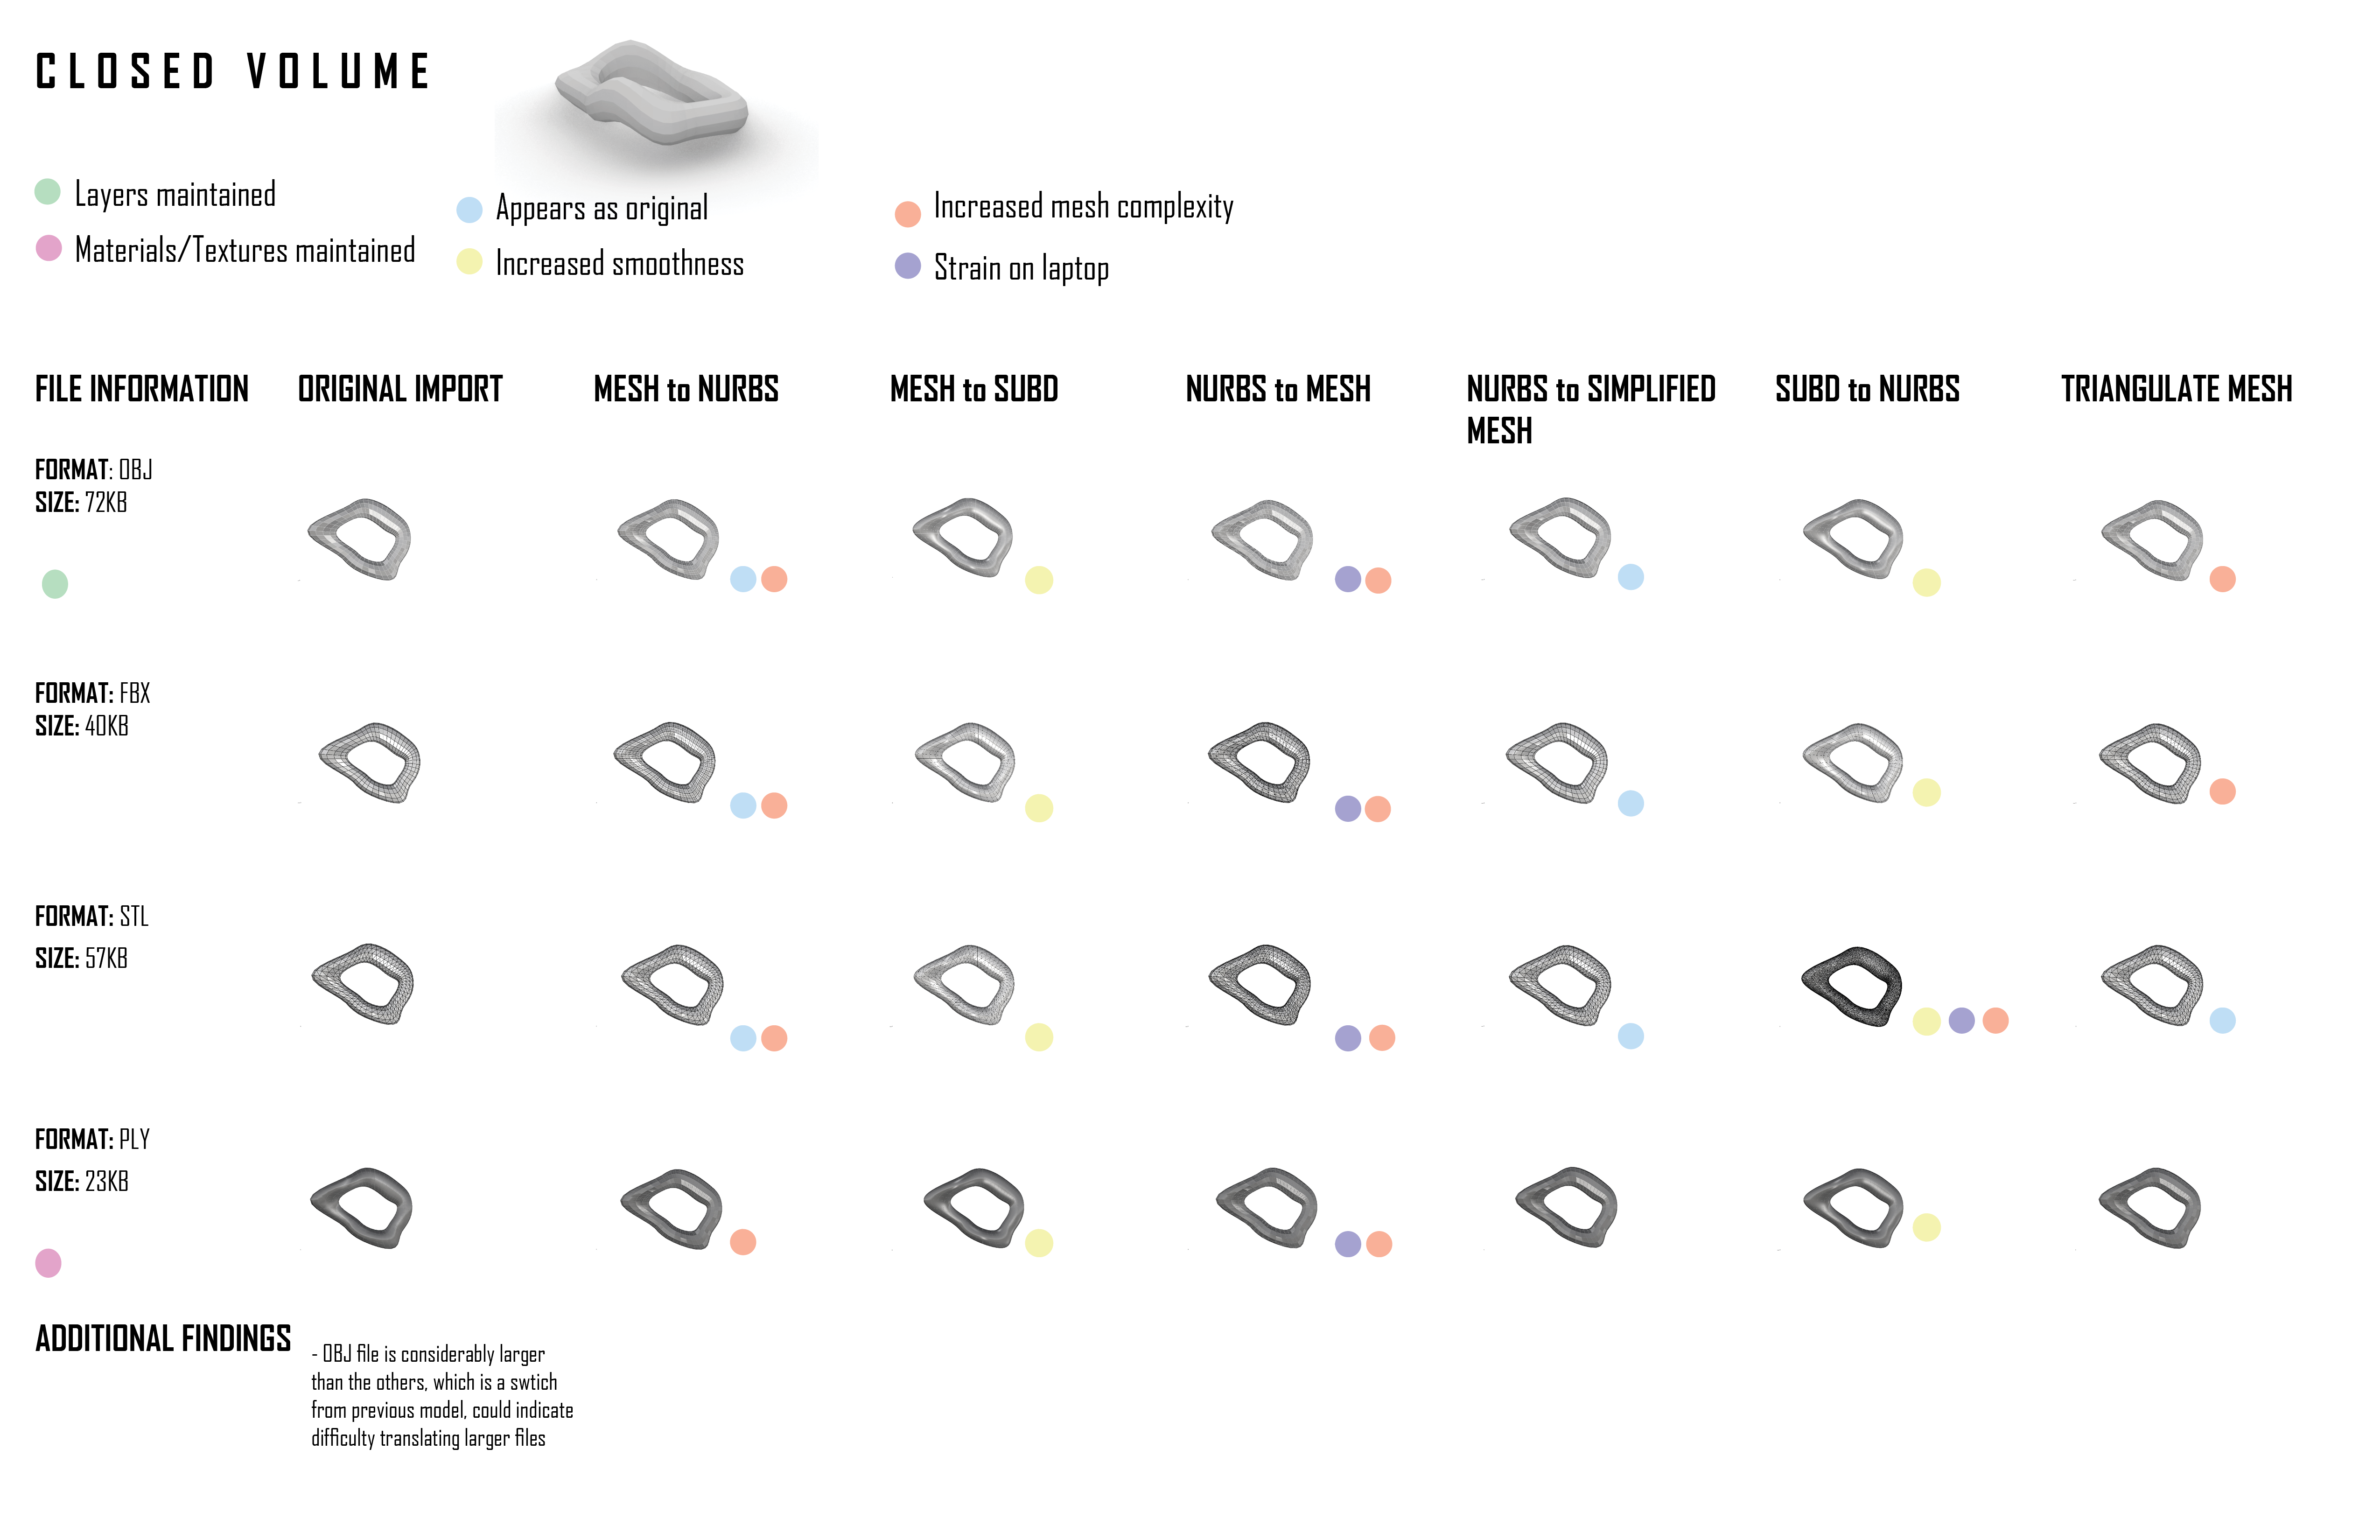 CLOSED VOLUME
Layers maintained
Materials/Textures maintained
Appears as original
Increased smoothness
Increased mesh complexity
Strain on laptop
FILE INFORMATION
ORIGINAL IMPORT
MESH to NURBS
MESH to SUBD
NURBS to MESH
NURBS to SIMPLIFIED
MESH
SUBD to NURBS
TRIANGULATE MESH
FORMAT: OBJ
SIZE: 72KB
FORMAT: FBX
SIZE: 40KB
FORMAT: STL
SIZE: 57KB
FORMAT: PLY
SIZE: 23KB
ADDITIONAL FINDINGS
- OBJ file is considerably larger
than the others, which is a swtich
from previous model, could indicate
difficulty translating larger files